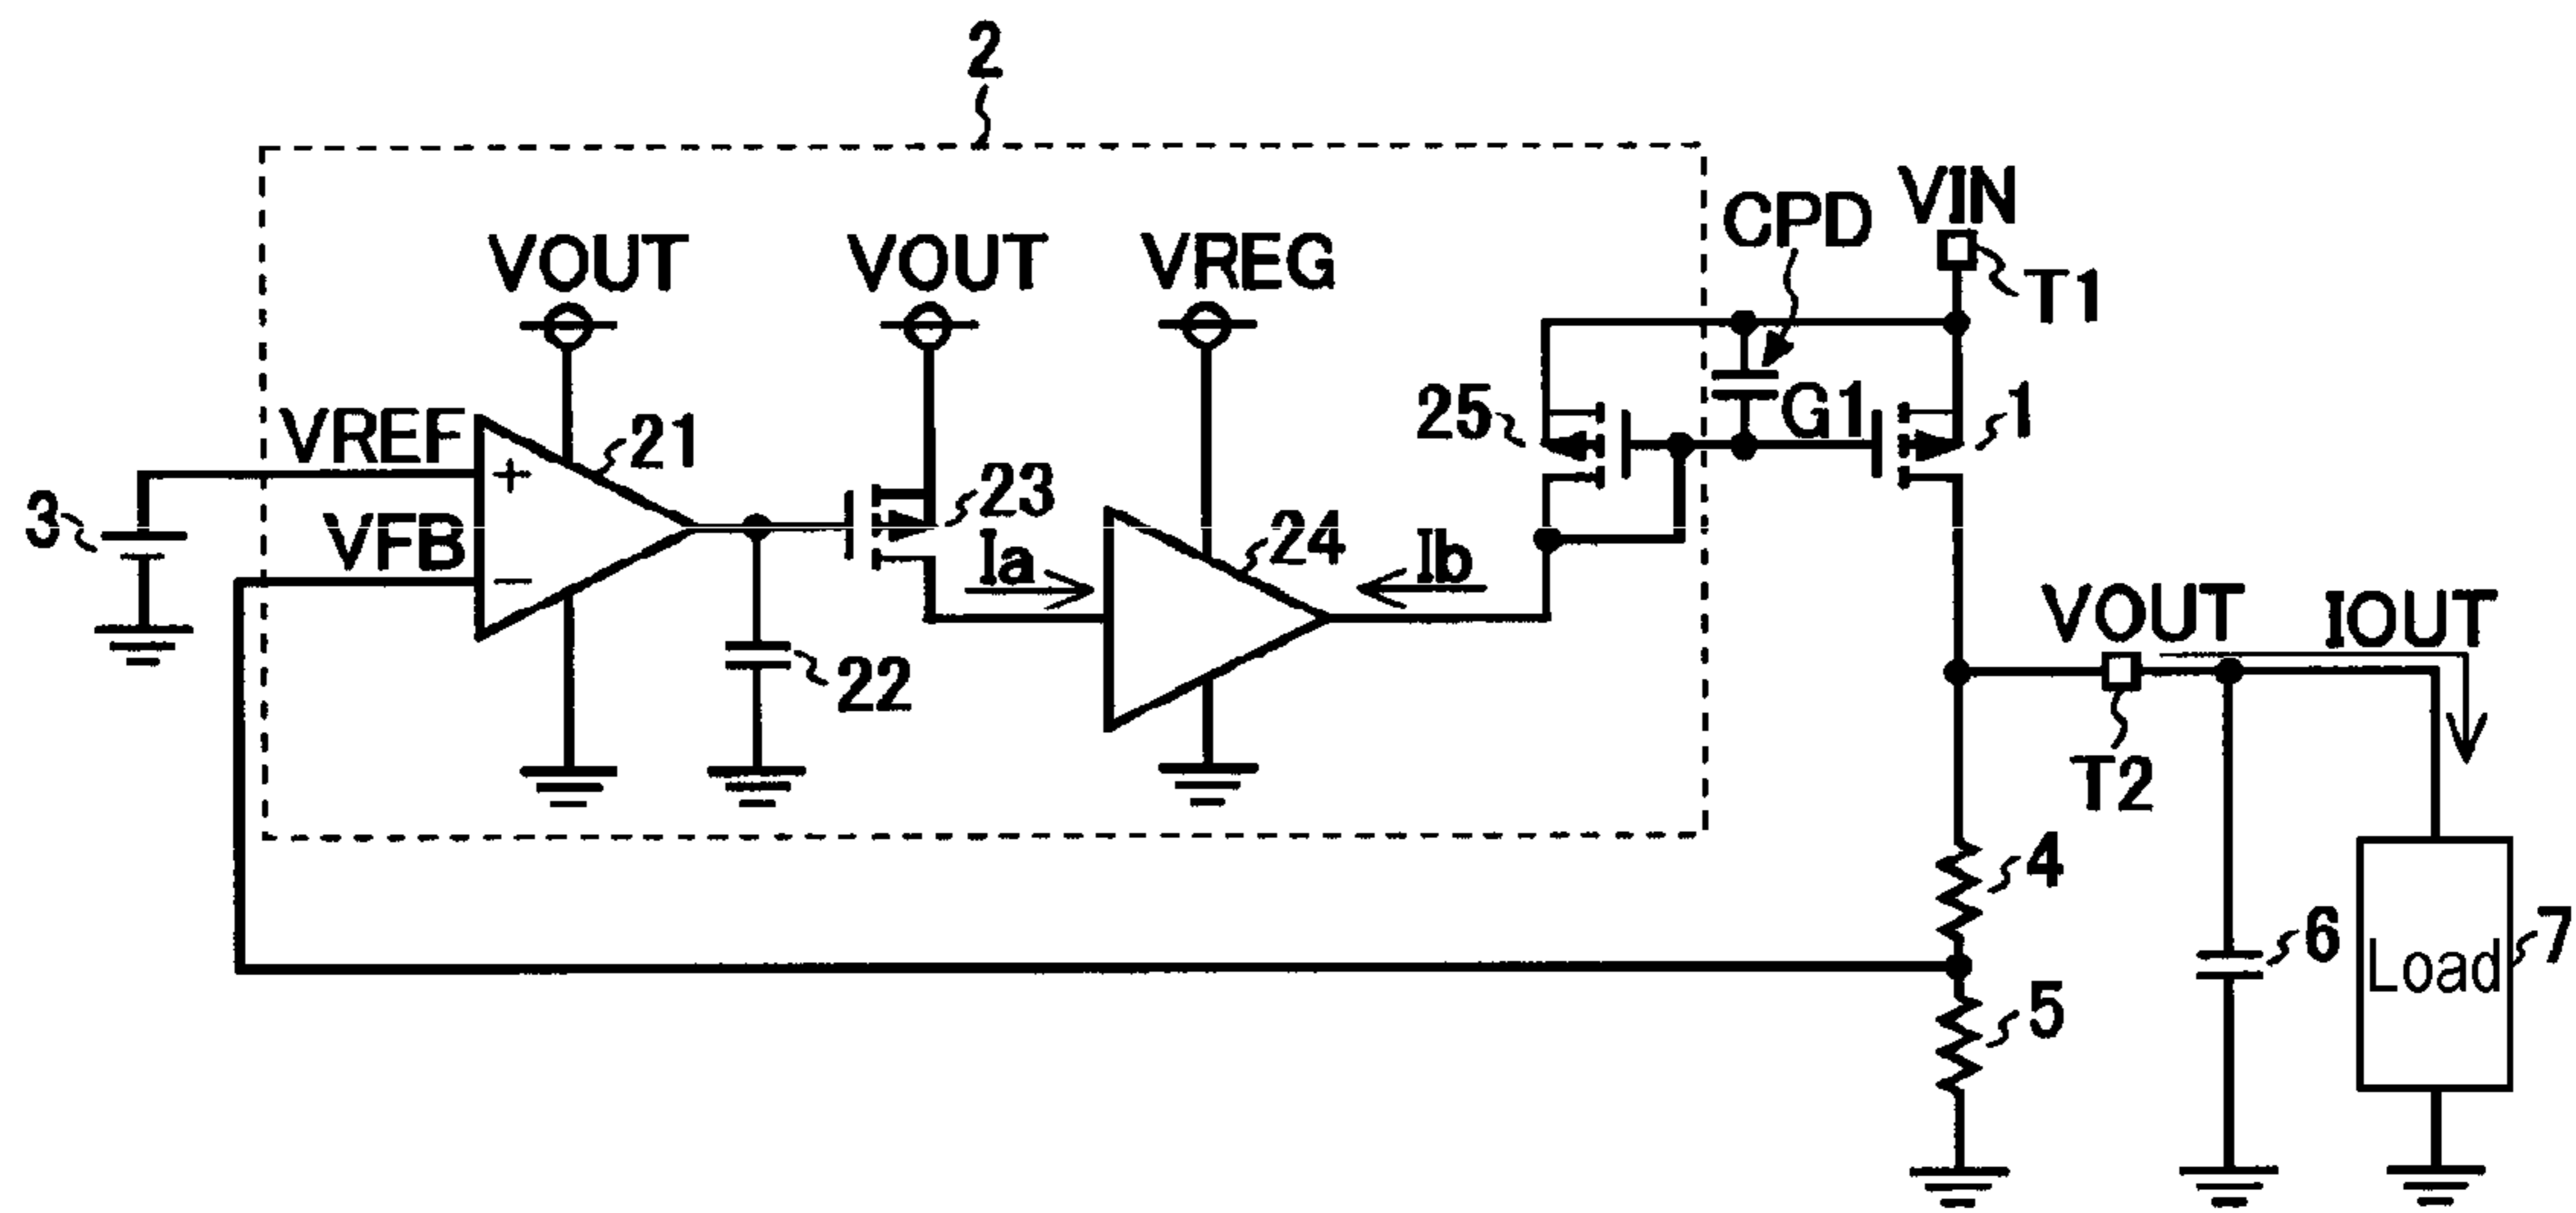 2
VOUT
VOUT
VREG
CPD
VIN
T1
VREF
+
21
25
G1
1
3
VFB
−
23
Ia
24
Ib
22
VOUT
IOUT
T2
4
6
Load
7
5